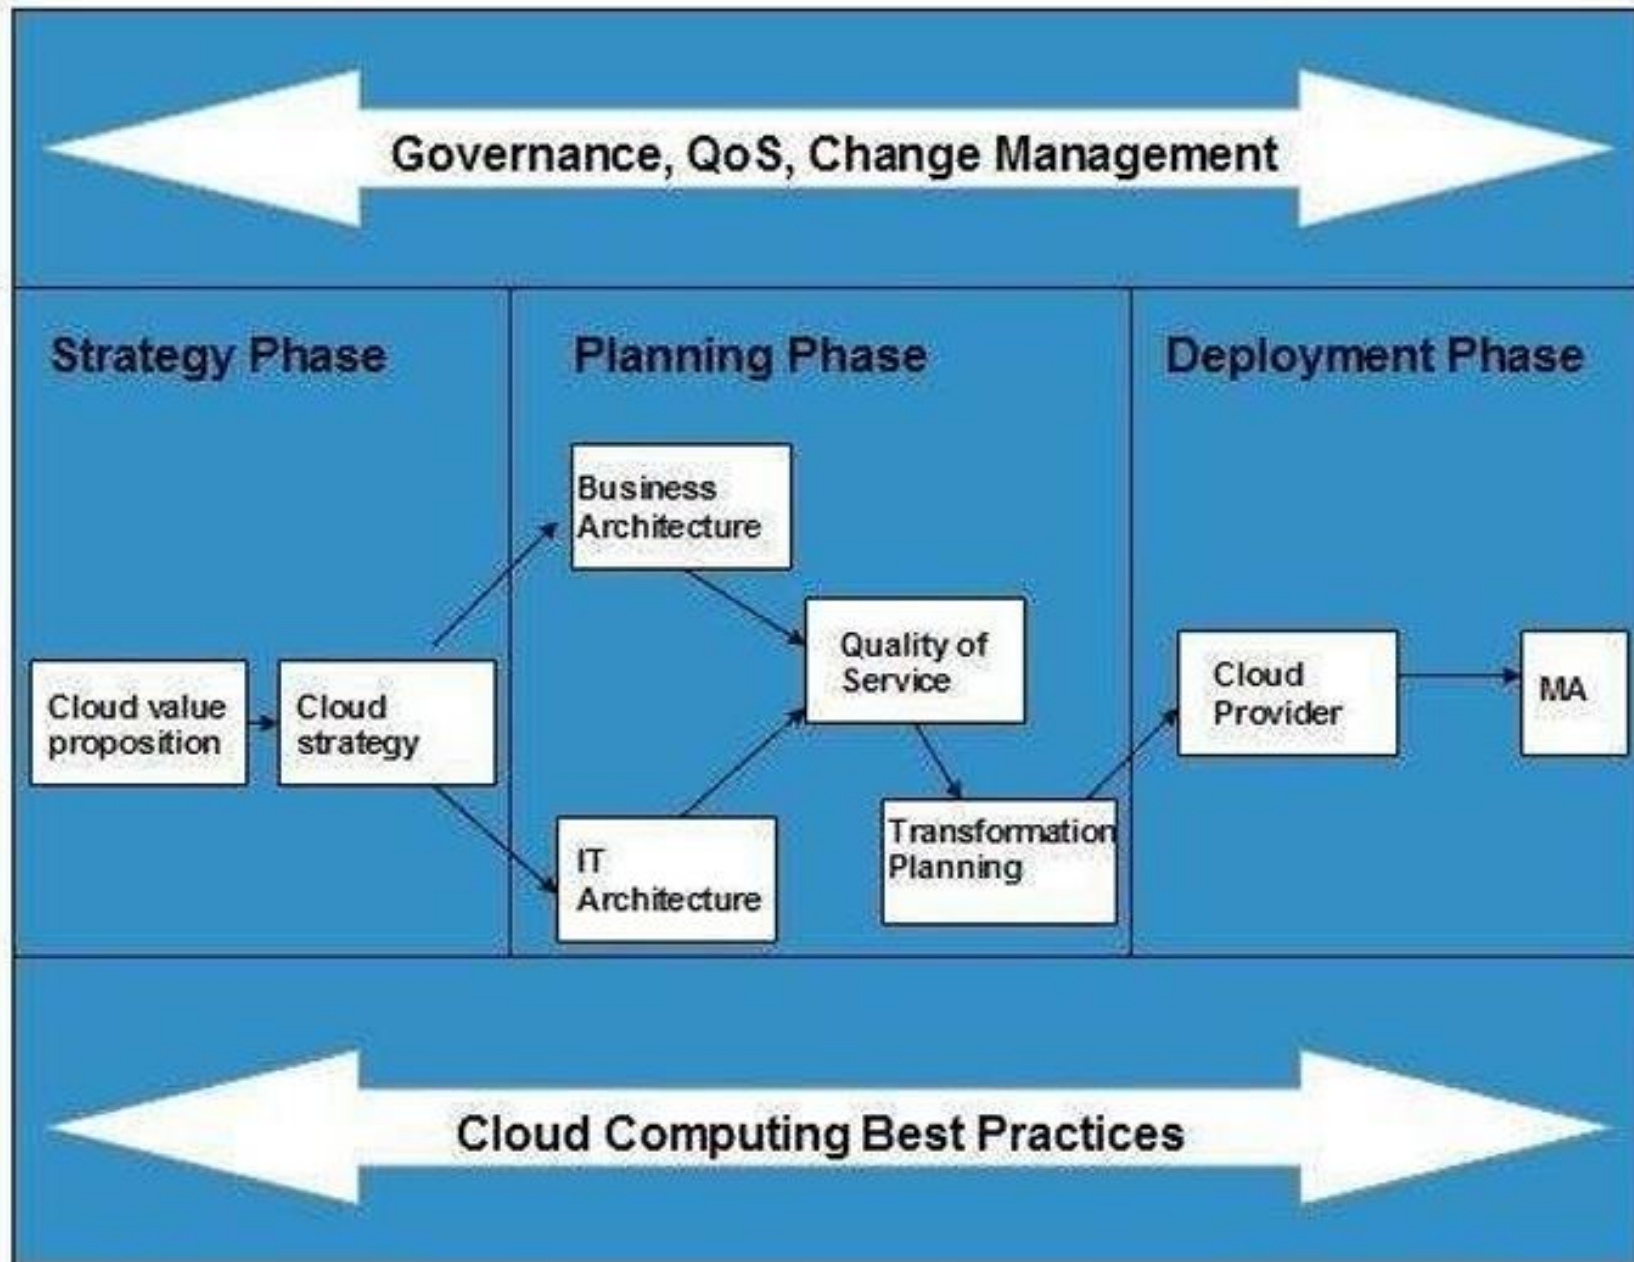 Governance, QoS, Change Management
Strategy Phase
Planning Phase
Deployment Phase
Cloud value
proposition
Cloud
strategy
Business
Architecture
IT
Architecture
Quality of
Service
Transformation
Planning
Cloud
Provider
MA
Cloud Computing Best Practices